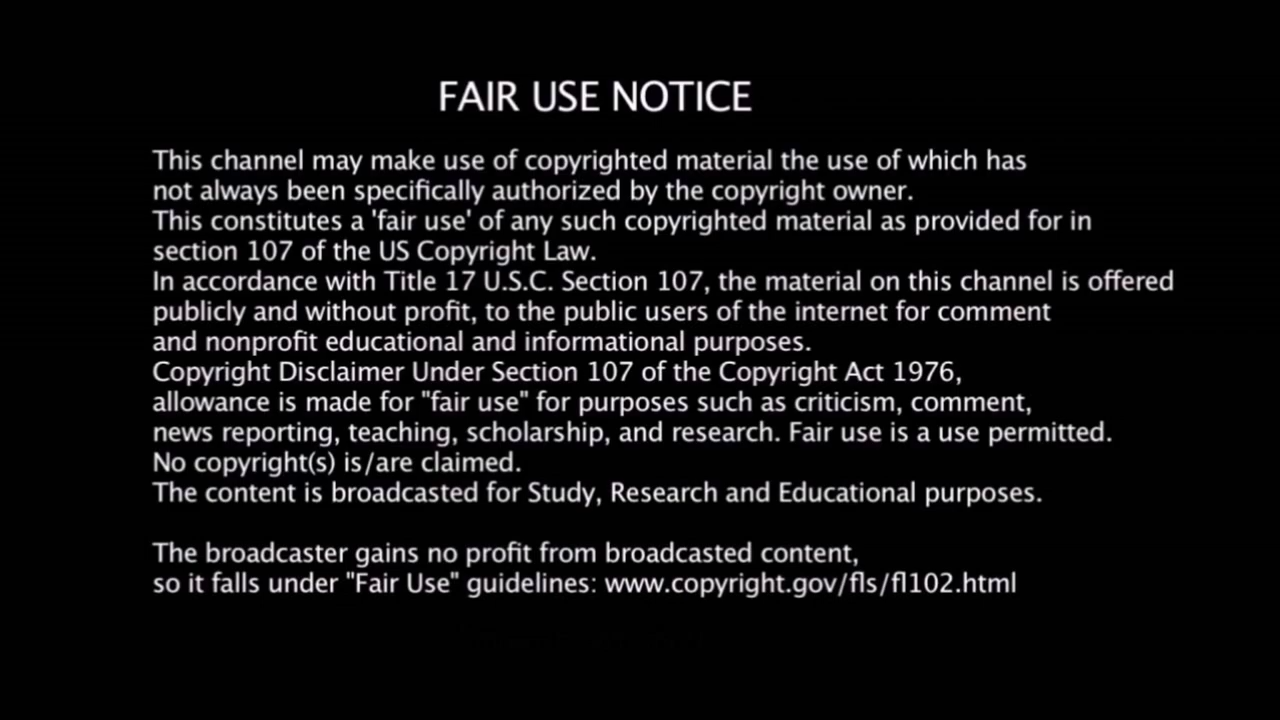 FAIR USE NOTICE
This channel may make use of copyrighted material the use of which has
not always been specifically authorized by the copyright owner.
This constitutes a 'fair use' of any such copyrighted material as provided for in
section 107 of the US Copyright Law.
In accordance with Title 17 U.S.C. Section 107, the material on this channel is offered
publicly and without profit, to the public users of the internet for comment
and nonprofit educational and informational purposes.
Copyright Disclaimer Under Section 107 of the Copyright Act 1976,
allowance is made for "fair use" for purposes such as criticism, comment,
news reporting, teaching, scholarship, and research. Fair use is a use permitted.
No copyright(s) is/are claimed.
The content is broadcasted for Study, Research and Educational purposes.
The broadcaster gains no profit from broadcasted content,
so it falls under "Fair Use" guidelines: www.copyright.gov/fls/fl102.html